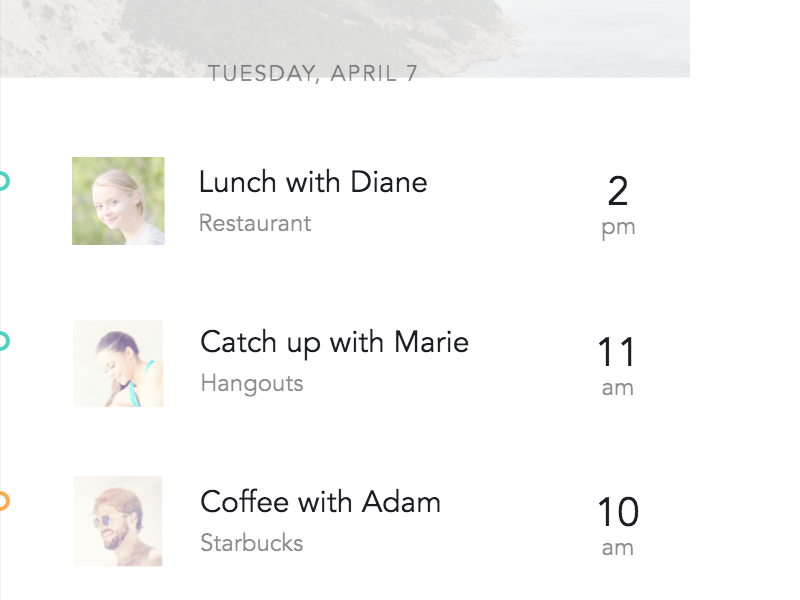 TUESDAY, APRIL 7
Lunch with Diane
Restaurant
2
pm
Catch up with Marie
Hangouts
11
am
Coffee with Adam
Starbucks
10
am